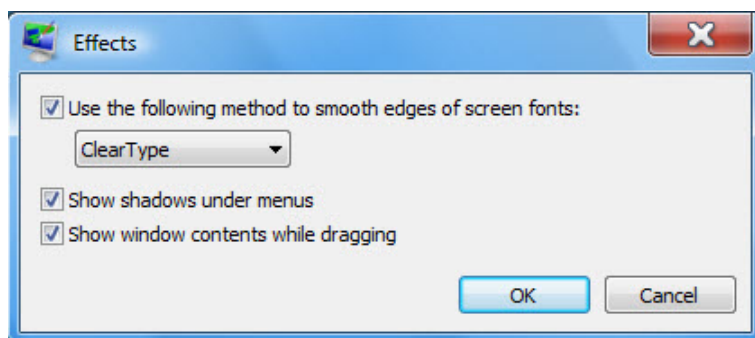 Effects
Use the following method to smooth edges of screen fonts:
ClearType
Show shadows under menus
Show window contents while dragging
OK Cancel